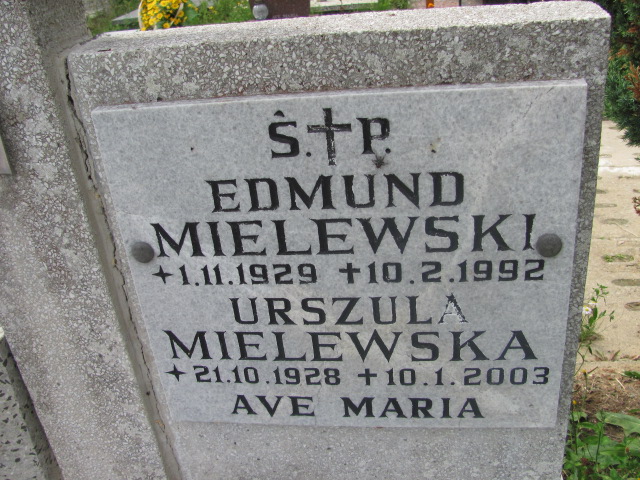 Ś.†P.
EDMUND
MIELEWSKI
✦1.11.1929 ✝10.2.1992
URSZULA
MIELEWSKA
✦21.10.1928 ✝10.1.2003
AVE MARIA